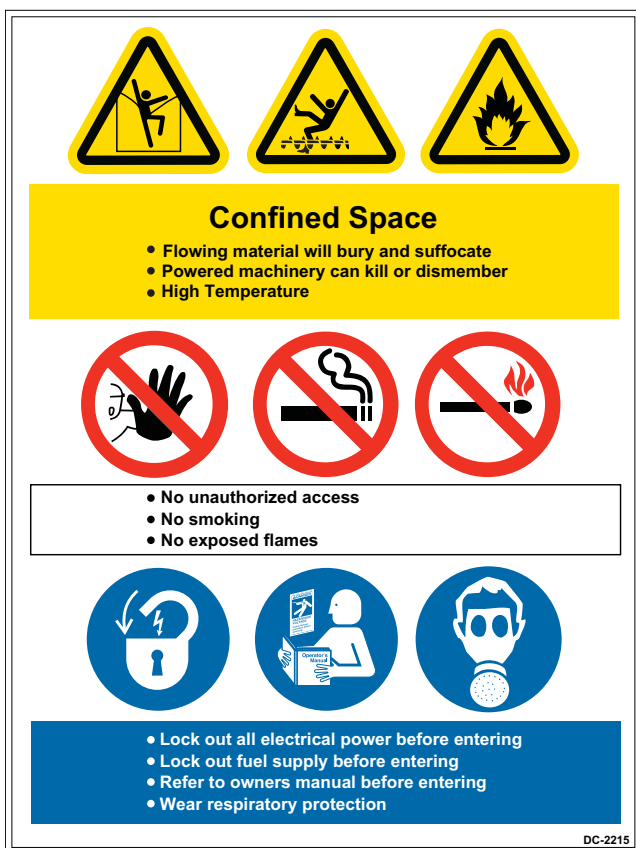 Confined Space
• Flowing material will bury and suffocate
• Powered machinery can kill or dismember
• High Temperature
• No unauthorized access
• No smoking
• No exposed flames
Operator's
Manual
• Lock out all electrical power before entering
• Lock out fuel supply before entering
• Refer to owners manual before entering
• Wear respiratory protection
DC-2215